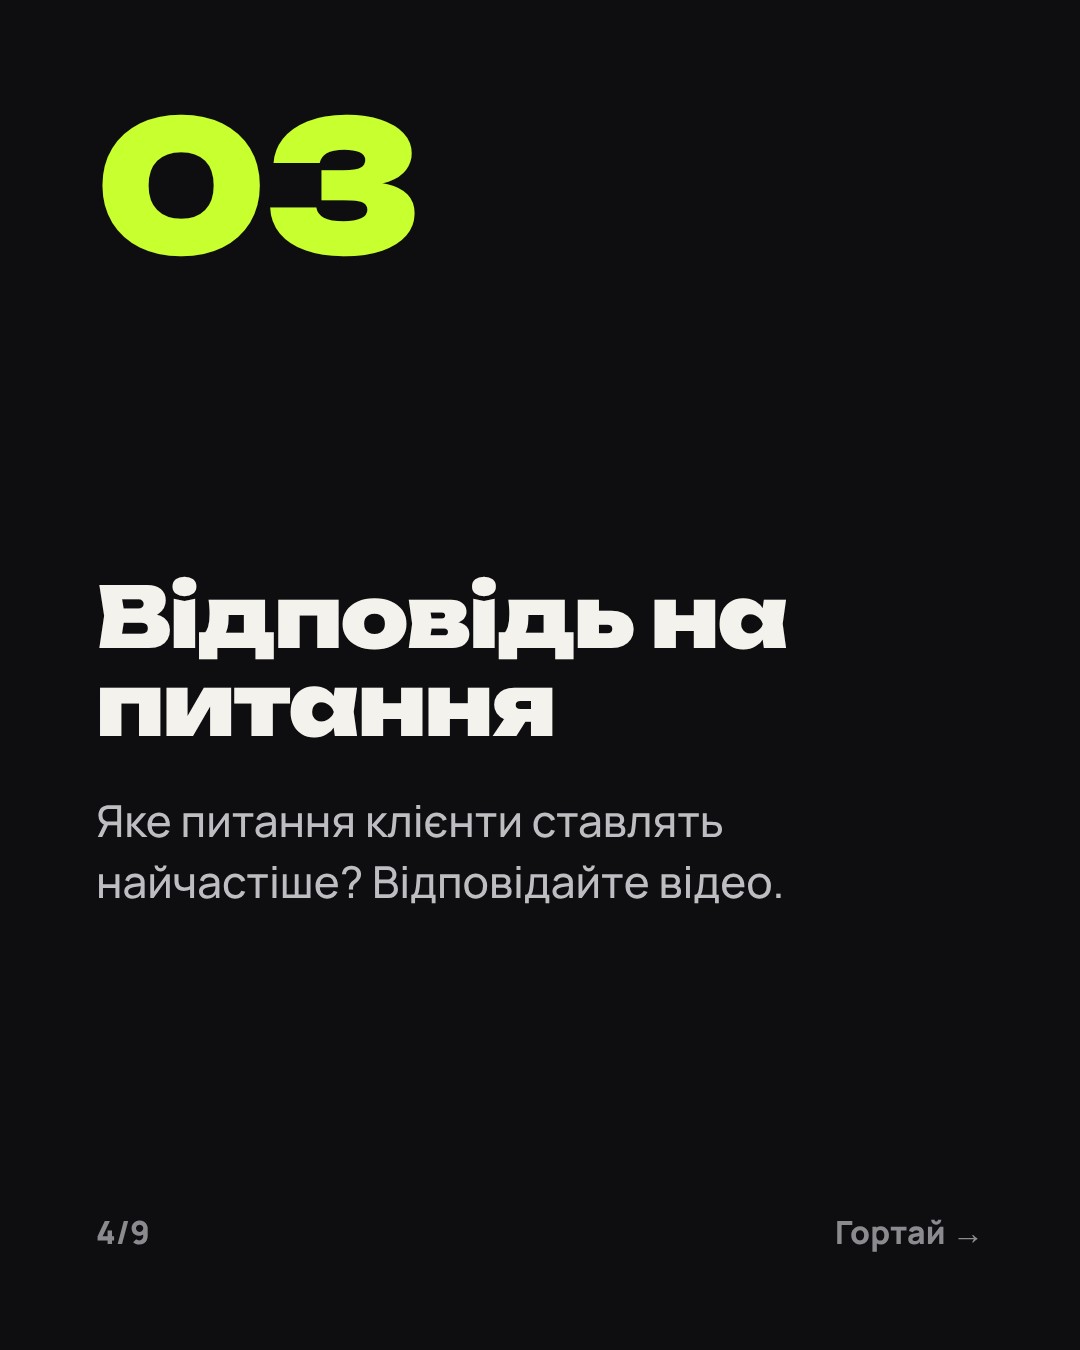 03
Відповідь на
питання
Яке питання клієнти ставлять
найчастіше? Відповідайте відео.
4/9
Гортай →